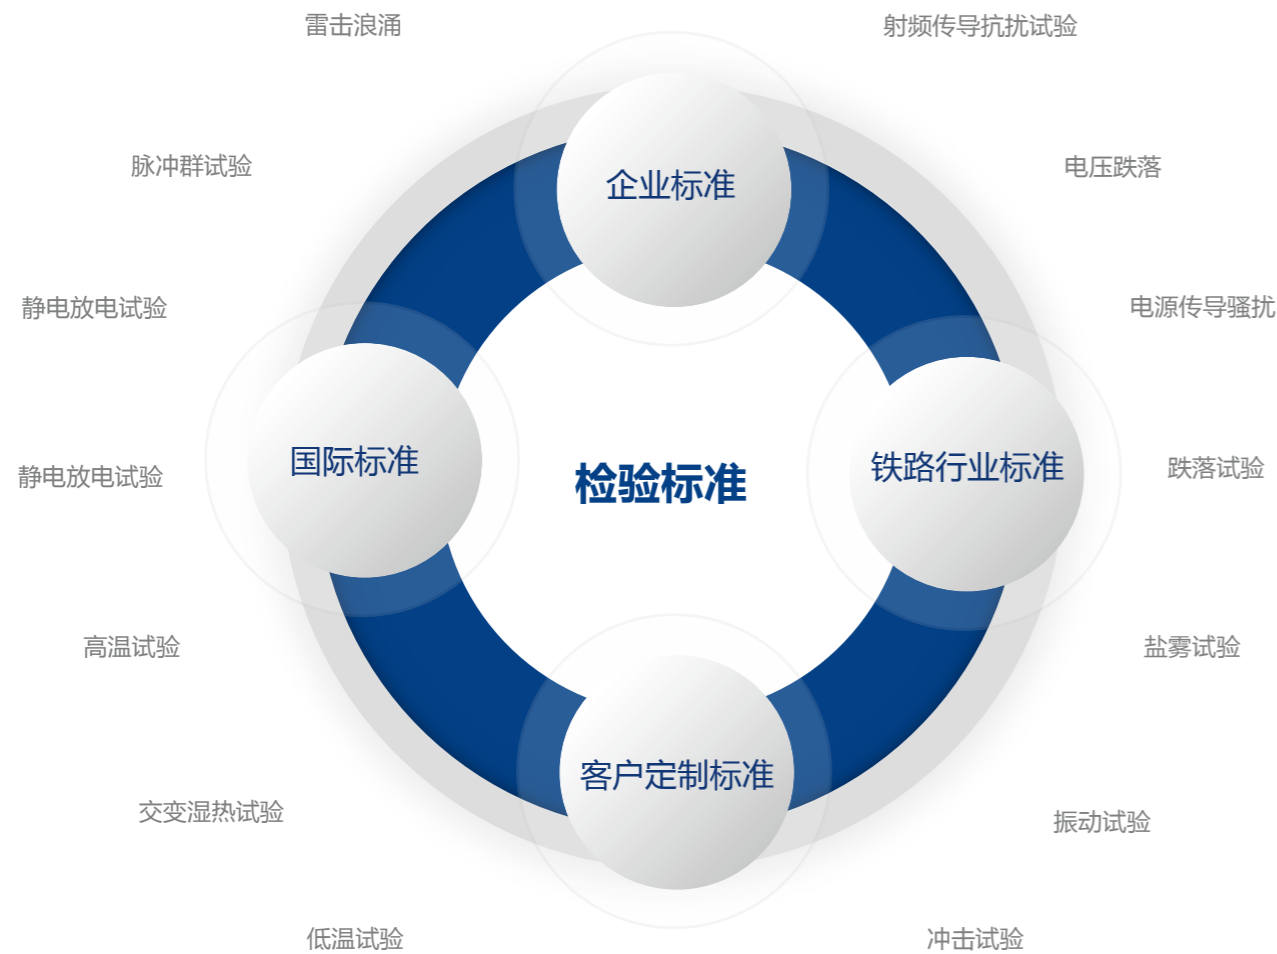 雷击浪涌
射频传导抗扰试验
脉冲群试验
企业标准
电压跌落
静电放电试验
电源传导骚扰
国际标准
检验标准
铁路行业标准
静电放电试验
跌落试验
高温试验
盐雾试验
客户定制标准
交变湿热试验
振动试验
低温试验
冲击试验